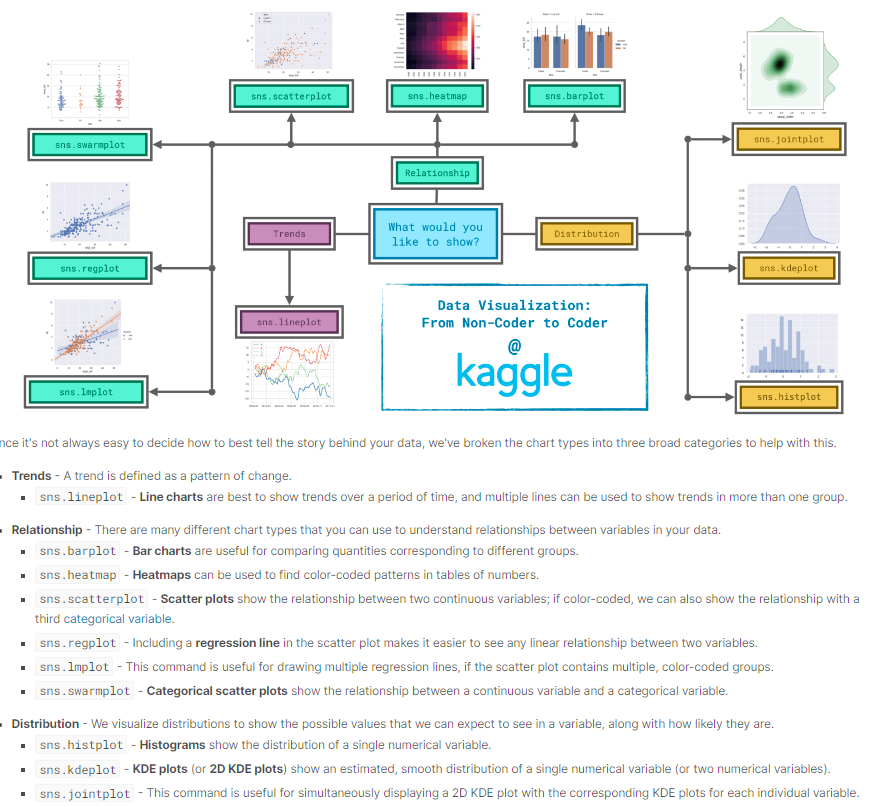 sns.scatterplot
sns.heatmap
sns.barplot
sns.swarmplot
sns.jointplot
Relationship
Trends
What would you
like to show?
Distribution
sns.regplot
sns.kdeplot
sns.lineplot
Data Visualization:
From Non-Coder to Coder
@
kaggle
sns.lmplot
sns.histplot
nce it's not always easy to decide how to best tell the story behind your data, we've broken the chart types into three broad categories to help with this.
• Trends - A trend is defined as a pattern of change.
▪ sns.lineplot - Line charts are best to show trends over a period of time, and multiple lines can be used to show trends in more than one group.
• Relationship - There are many different chart types that you can use to understand relationships between variables in your data.
▪ sns.barplot - Bar charts are useful for comparing quantities corresponding to different groups.
▪ sns.heatmap - Heatmaps can be used to find color-coded patterns in tables of numbers.
▪ sns.scatterplot - Scatter plots show the relationship between two continuous variables; if color-coded, we can also show the relationship with a
third categorical variable.
▪ sns.regplot - Including a regression line in the scatter plot makes it easier to see any linear relationship between two variables.
▪ sns.lmplot - This command is useful for drawing multiple regression lines, if the scatter plot contains multiple, color-coded groups.
▪ sns.swarmplot - Categorical scatter plots show the relationship between a continuous variable and a categorical variable.
• Distribution - We visualize distributions to show the possible values that we can expect to see in a variable, along with how likely they are.
▪ sns.histplot - Histograms show the distribution of a single numerical variable.
▪ sns.kdeplot - KDE plots (or 2D KDE plots) show an estimated, smooth distribution of a single numerical variable (or two numerical variables).
▪ sns.jointplot - This command is useful for simultaneously displaying a 2D KDE plot with the corresponding KDE plots for each individual variable.